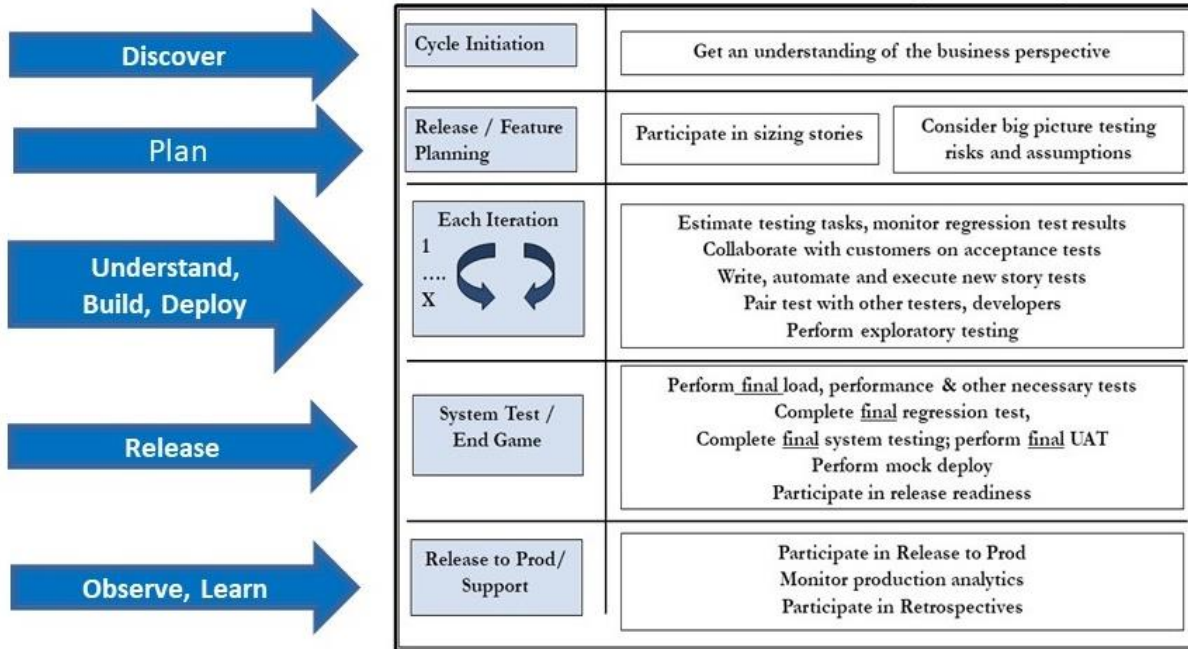 Discover
Cycle Initiation
Get an understanding of the business perspective
Plan
Release / Feature
Planning
Participate in sizing stories
Consider big picture testing
risks and assumptions
Understand,
Build, Deploy
Each Iteration
1
....
X
Estimate testing tasks, monitor regression test results
Collaborate with customers on acceptance tests
Write, automate and execute new story tests
Pair test with other testers, developers
Perform exploratory testing
Release
System Test /
End Game
Perform final load, performance & other necessary tests
Complete final regression test,
Complete final system testing; perform final UAT
Perform mock deploy
Participate in release readiness
Observe, Learn
Release to Prod/
Support
Participate in Release to Prod
Monitor production analytics
Participate in Retrospectives